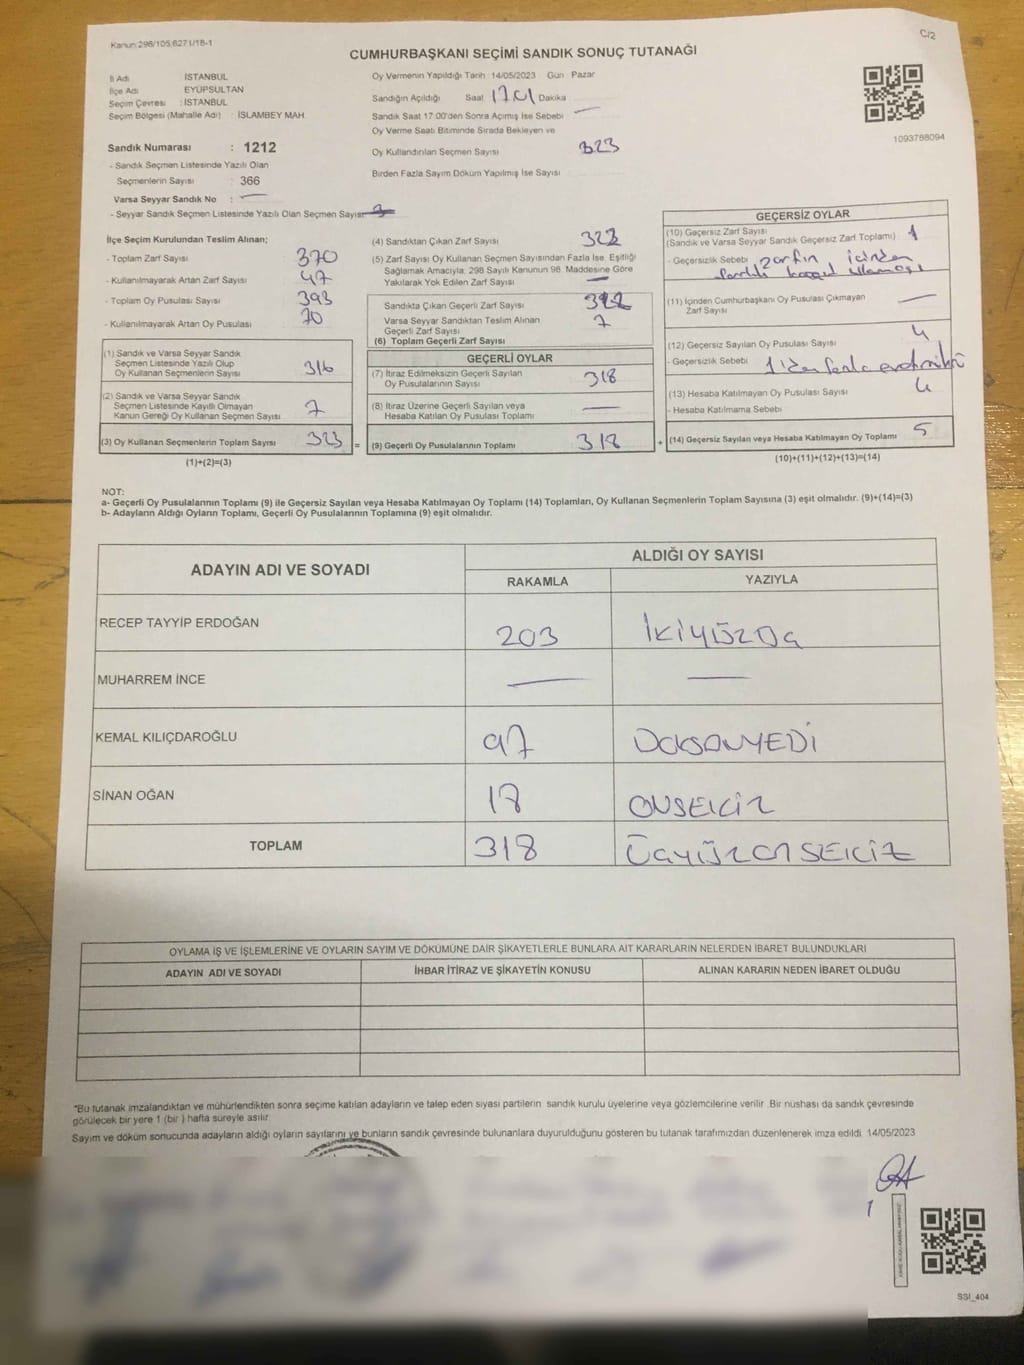 Kanun:298/105,6271/18-1
C/2
CUMHURBAŞKANI SEÇİMİ SANDIK SONUÇ TUTANAĞI
İl Adı : İSTANBUL
İlçe Adı : EYÜPSULTAN
Seçim Çevresi : İSTANBUL
Seçim Bölgesi (Mahalle Adı) : İSLAMBEY MAH.
Sandık Numarası : 1212
- Sandık Seçmen Listesinde Yazılı Olan
Seçmenlerin Sayısı : 366
Varsa Seyyar Sandık No : —
- Seyyar Sandık Seçmen Listesinde Yazılı Olan Seçmen Sayısı:
Oy Vermenin Yapıldığı Tarih :14/05/2023 Gün : Pazar
Sandığın Açıldığı Saat 17.01 Dakika
Sandık Saat 17:00'den Sonra Açılmış İse Sebebi —
Oy Verme Saati Bitiminde Sırada Bekleyen ve
Oy Kullandırılan Seçmen Sayısı 323
Birden Fazla Sayım Döküm Yapılmış İse Sayısı
1093768094
İlçe Seçim Kurulundan Teslim Alınan;
- Toplam Zarf Sayısı 370
- Kullanılmayarak Artan Zarf Sayısı 47
- Toplam Oy Pusulası Sayısı 393
- Kullanılmayarak Artan Oy Pusulası 70
(1) Sandık ve Varsa Seyyar Sandık
Seçmen Listesinde Yazılı Olup
Oy Kullanan Seçmenlerin Sayısı 316
(2) Sandık ve Varsa Seyyar Sandık
Seçmen Listesinde Kayıtlı Olmayan
Kanun Gereği Oy Kullanan Seçmen Sayısı 7
(3) Oy Kullanan Seçmenlerin Toplam Sayısı 323 =
(1)+(2)=(3)
(4) Sandıktan Çıkan Zarf Sayısı 323
(5) Zarf Sayısı Oy Kullanan Seçmen Sayısından Fazla İse, Eşitliği
Sağlamak Amacıyla, 298 Sayılı Kanunun 98. Maddesine Göre
Yakılarak Yok Edilen Zarf Sayısı —
Sandıkta Çıkan Geçerli Zarf Sayısı 322
Varsa Seyyar Sandıktan Teslim Alınan
Geçerli Zarf Sayısı 7
(6) Toplam Geçerli Zarf Sayısı
GEÇERLİ OYLAR
(7) İtiraz Edilmeksizin Geçerli Sayılan
Oy Pusulalarının Sayısı 318
(8) İtiraz Üzerine Geçerli Sayılan veya
Hesaba Katılan Oy Pusulası Toplamı —
(9) Geçerli Oy Pusulalarının Toplamı 318 +
GEÇERSİZ OYLAR
(10) Geçersiz Zarf Sayısı
(Sandık ve Varsa Seyyar Sandık Geçersiz Zarf Toplamı) 1
- Geçersizlik Sebebi zarfın içinden
(11) İçinden Cumhurbaşkanı Oy Pusulası Çıkmayan
Zarf Sayısı —
(12) Geçersiz Sayılan Oy Pusulası Sayısı 4
- Geçersizlik Sebebi 1'den fazla
(13) Hesaba Katılmayan Oy Pusulası Sayısı 4
- Hesaba Katılmama Sebebi
(14) Geçersiz Sayılan veya Hesaba Katılmayan Oy Toplamı 5
(10)+(11)+(12)+(13)=(14)
NOT:
a- Geçerli Oy Pusulalarının Toplamı (9) ile Geçersiz Sayılan veya Hesaba Katılmayan Oy Toplamı (14) Toplamları, Oy Kullanan Seçmenlerin Toplam Sayısına (3) eşit olmalıdır. (9)+(14)=(3)
b- Adayların Aldığı Oyların Toplamı, Geçerli Oy Pusulalarının Toplamına (9) eşit olmalıdır.
ADAYIN ADI VE SOYADI
ALDIĞI OY SAYISI
RAKAMLA YAZIYLA
RECEP TAYYİP ERDOĞAN 203 İKİYÜZÜÇ
MUHARREM İNCE — —
KEMAL KILIÇDAROĞLU 97 DOKSANYEDİ
SİNAN OĞAN 18 ONSEKİZ
TOPLAM 318 ÜÇYÜZONSEKİZ
OYLAMA İŞ VE İŞLEMLERİNE VE OYLARIN SAYIM VE DÖKÜMÜNE DAİR ŞİKAYETLERLE BUNLARA AİT KARARLARIN NELERDEN İBARET BULUNDUKLARI
ADAYIN ADI VE SOYADI İHBAR İTİRAZ VE ŞİKAYETİN KONUSU ALINAN KARARIN NEDEN İBARET OLDUĞU
*Bu tutanak imzalandıktan ve mühürlendikten sonra seçime katılan adayların ve talep eden siyasi partilerin sandık kurulu üyelerine veya gözlemcilerine verilir. Bir nüshası da sandık çevresinde
görülecek bir yere 1 (bir ) hafta süreyle asılır.
Sayım ve döküm sonucunda adayların aldığı oyların sayılarını ve bunların sandık çevresinde bulunanlara duyurulduğunu gösteren bu tutanak tarafımızdan düzenlenerek imza edildi. 14/05/2023
SSI_404